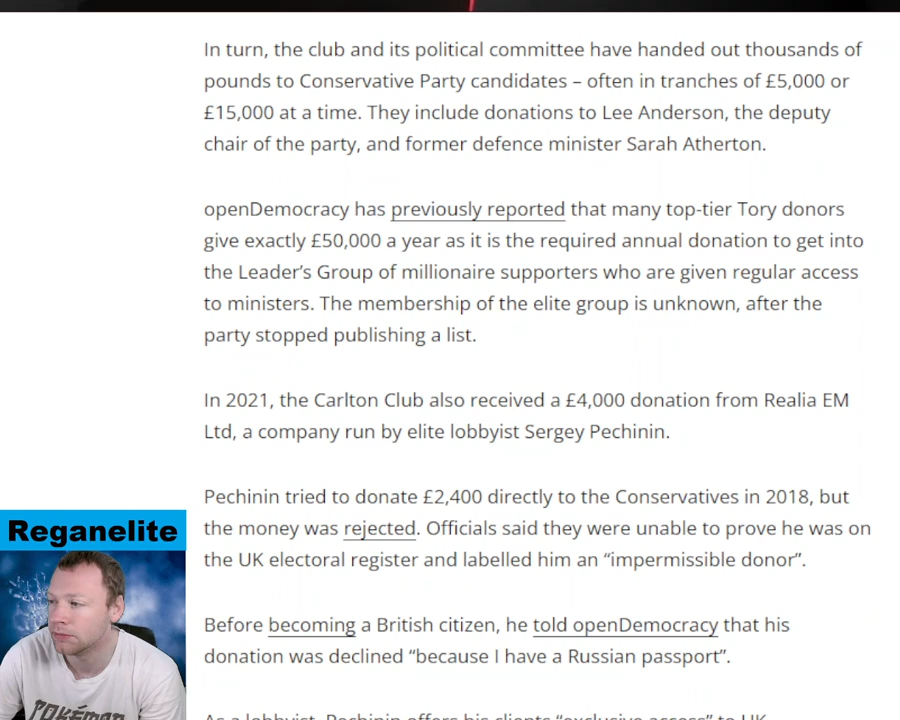 In turn, the club and its political committee have handed out thousands of
pounds to Conservative Party candidates – often in tranches of £5,000 or
£15,000 at a time. They include donations to Lee Anderson, the deputy
chair of the party, and former defence minister Sarah Atherton.
openDemocracy has previously reported that many top-tier Tory donors
give exactly £50,000 a year as it is the required annual donation to get into
the Leader’s Group of millionaire supporters who are given regular access
to ministers. The membership of the elite group is unknown, after the
party stopped publishing a list.
In 2021, the Carlton Club also received a £4,000 donation from Realia EM
Ltd, a company run by elite lobbyist Sergey Pechinin.
Pechinin tried to donate £2,400 directly to the Conservatives in 2018, but
the money was rejected. Officials said they were unable to prove he was on
the UK electoral register and labelled him an “impermissible donor”.
Before becoming a British citizen, he told openDemocracy that his
donation was declined “because I have a Russian passport”.
As a lobbyist, Pechinin offers his clients “exclusive access” to UK
Reganelite
POKÉMON